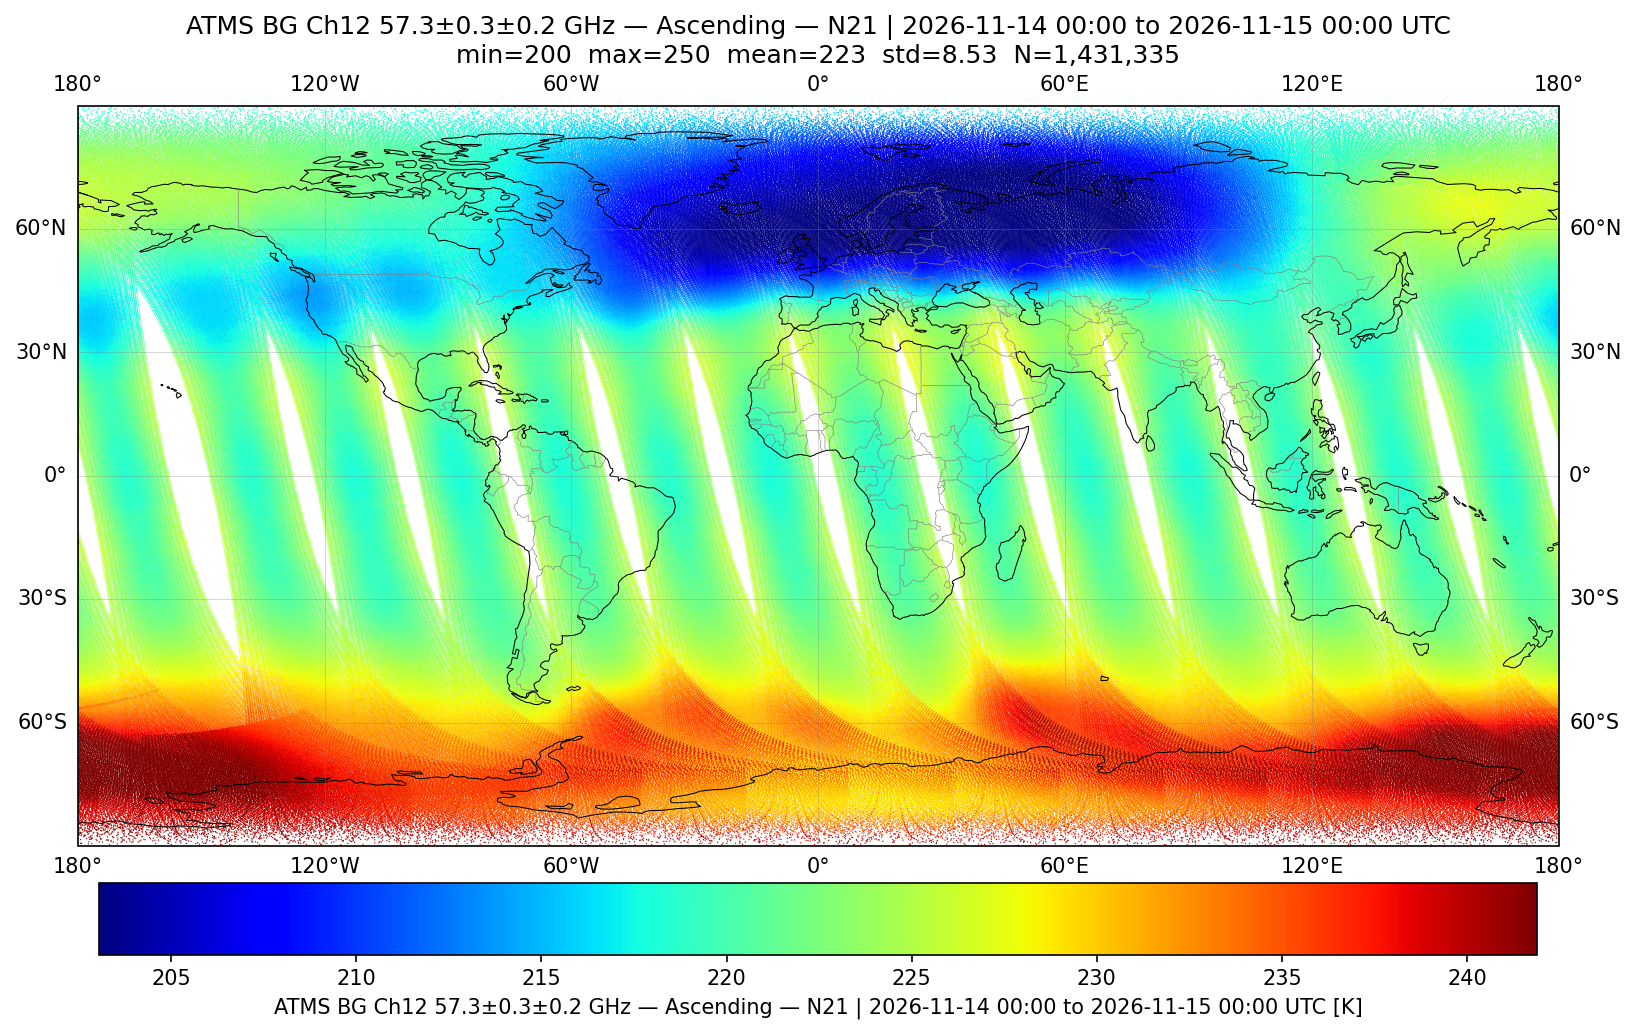 ATMS BG Ch12 57.3±0.3±0.2 GHz — Ascending — N21 | 2026-11-14 00:00 to 2026-11-15 00:00 UTC
min=200 max=250 mean=223 std=8.53 N=1,431,335
180° 120°W 60°W 0° 60°E 120°E 180°
60°N 60°N
30°N 30°N
0° 0°
30°S 30°S
60°S 60°S
180° 120°W 60°W 0° 60°E 120°E 180°
205 210 215 220 225 230 235 240
ATMS BG Ch12 57.3±0.3±0.2 GHz — Ascending — N21 | 2026-11-14 00:00 to 2026-11-15 00:00 UTC [K]